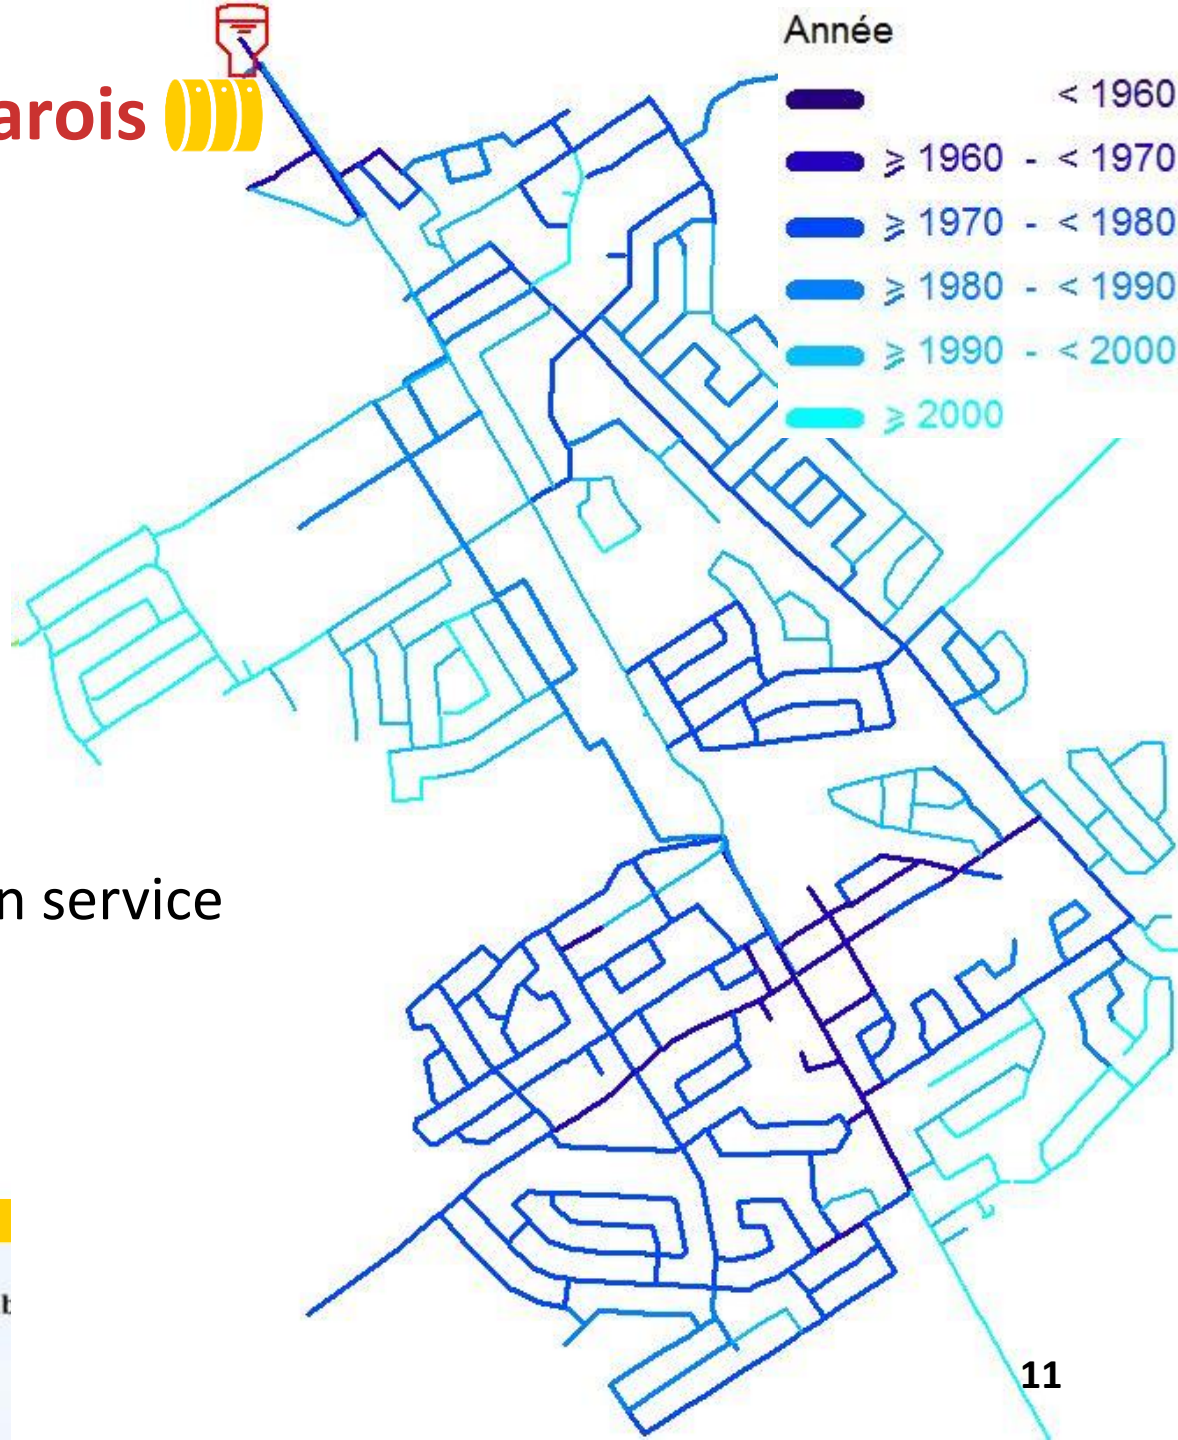 Année
arois
< 1960
⩾ 1960 - < 1970
⩾ 1970 - < 1980
⩾ 1980 - < 1990
⩾ 1990 - < 2000
⩾ 2000
n service
11